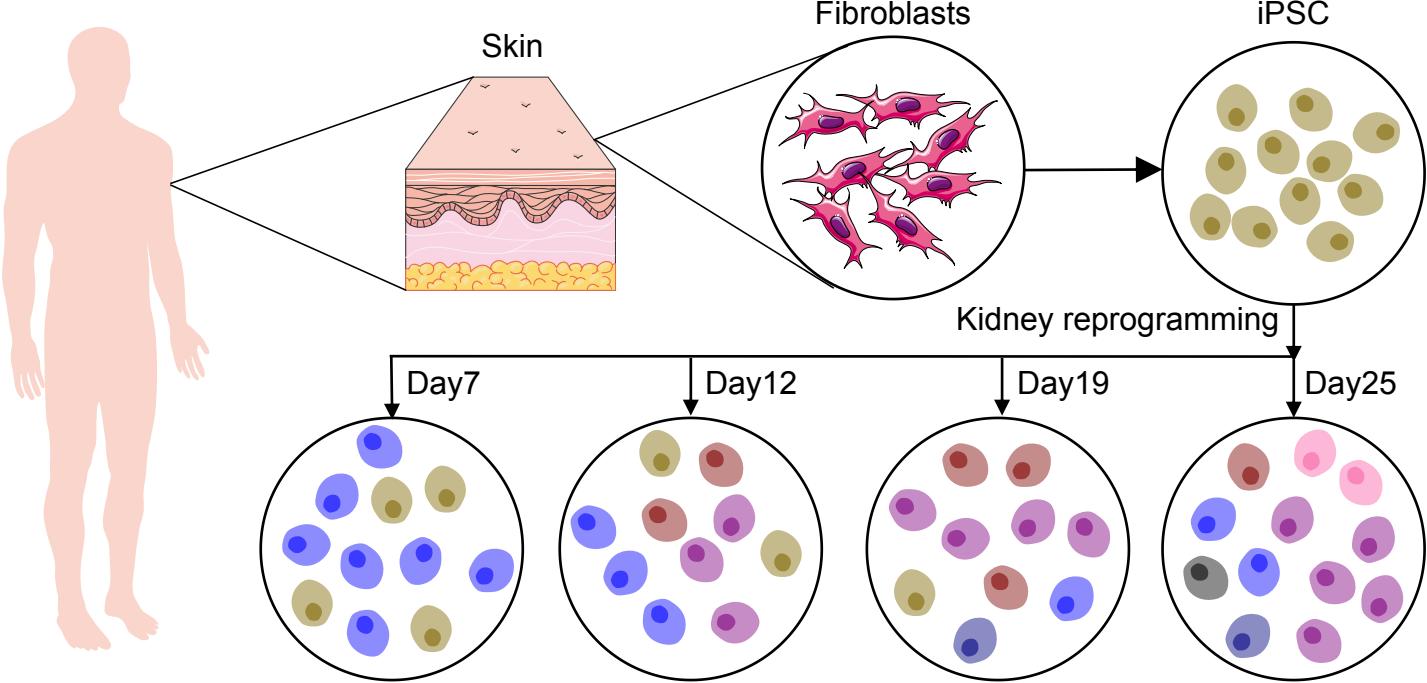 Skin
Fibroblasts
iPSC
Kidney reprogramming
Day7
Day12
Day19
Day25